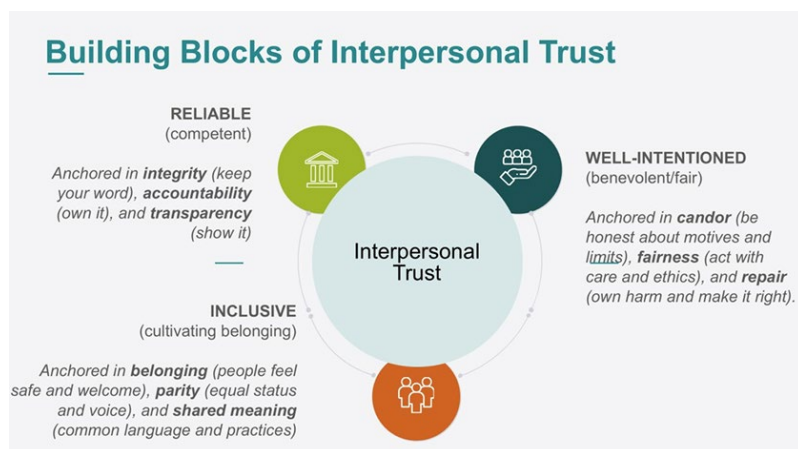 Building Blocks of Interpersonal Trust
RELIABLE
(competent)
Anchored in integrity (keep
your word), accountability
(own it), and transparency
(show it)
WELL-INTENTIONED
(benevolent/fair)
Anchored in candor (be
honest about motives and
limits), fairness (act with
care and ethics), and repair
(own harm and make it right).
Interpersonal
Trust
INCLUSIVE
(cultivating belonging)
Anchored in belonging (people feel
safe and welcome), parity (equal status
and voice), and shared meaning
(common language and practices)